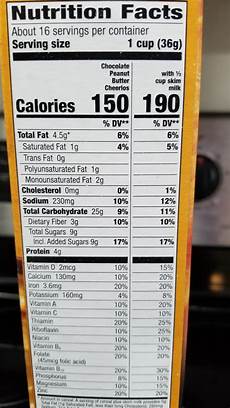 Nutrition Facts
About 16 servings per container
Serving size 1 cup (36g)
Chocolate
Peanut
Butter
Cheerios
with ½
cup skim
milk
Calories 150 190
% DV** % DV**
Total Fat 4.5g* 6% 6%
Saturated Fat 1g 4% 5%
Trans Fat 0g
Polyunsaturated Fat 1g
Monounsaturated Fat 2g
Cholesterol 0mg 0% 1%
Sodium 230mg 10% 12%
Total Carbohydrate 25g 9% 11%
Dietary Fiber 3g 10% 10%
Total Sugars 9g
Incl. Added Sugars 9g 17% 17%
Protein 4g
Vitamin D 2mcg 10% 15%
Calcium 130mg 10% 20%
Iron 3.6mg 20% 20%
Potassium 160mg 4% 8%
Vitamin A 10% 20%
Vitamin C 10% 10%
Thiamin 20% 25%
Riboflavin 10% 25%
Niacin 10% 10%
Vitamin B₆ 20% 20%
Folate 20% 20%
(45mcg folic acid)
Vitamin B₁₂ 20% 30%
Phosphorus 8% 15%
Magnesium 10% 15%
Zinc 20% 20%